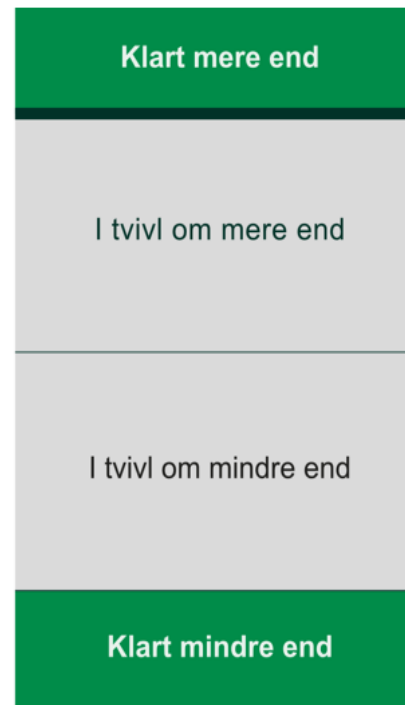 Klart mere end
I tvivl om mere end
I tvivl om mindre end
Klart mindre end